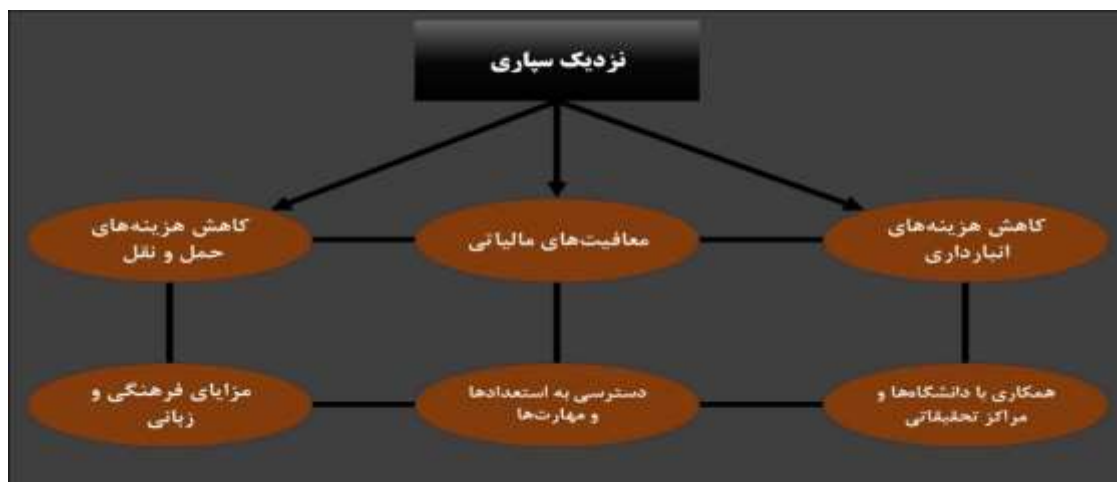 نزدیک سپاری
کاهش هزینه‌های
انبارداری
معافیت‌های مالیاتی
کاهش هزینه‌های
حمل و نقل
همکاری با دانشگاه‌ها و
مراکز تحقیقاتی
دسترسی به استعدادها
و مهارت‌ها
مزایای فرهنگی و
زبانی